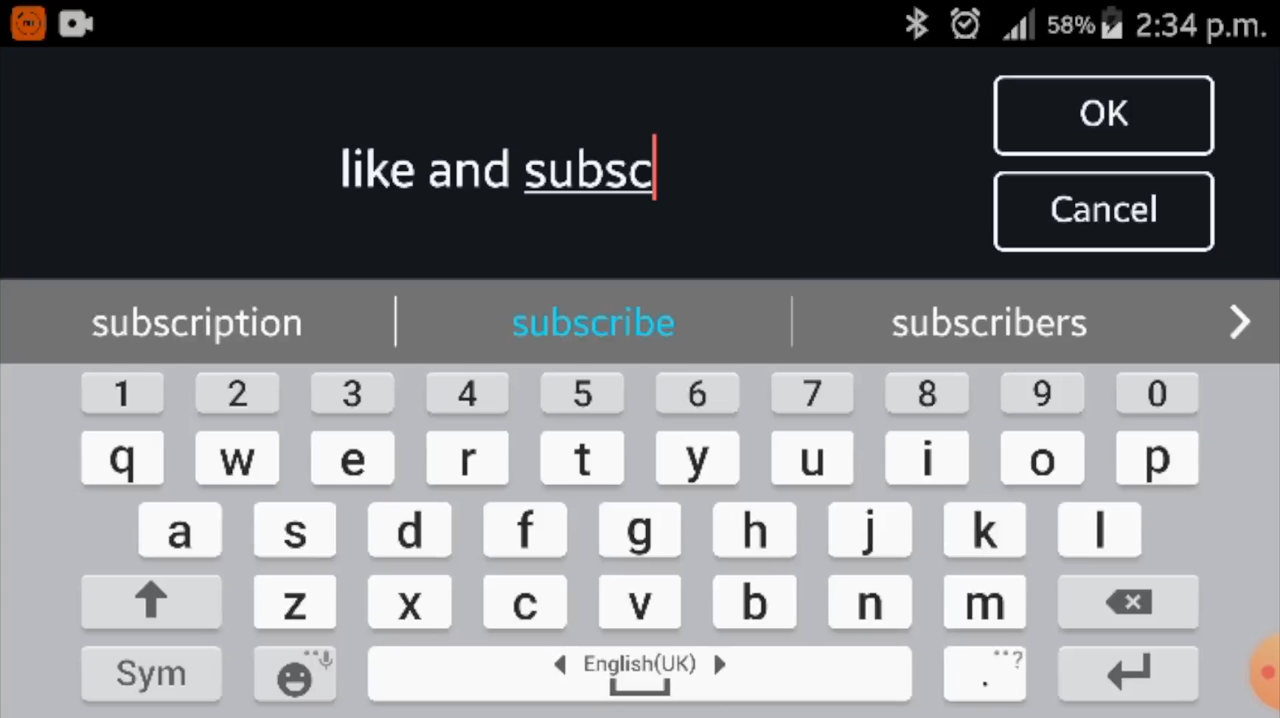 58% 2:34 p.m.
like and subsc
OK
Cancel
subscription subscribe subscribers
1 2 3 4 5 6 7 8 9 0
q w e r t y u i o p
a s d f g h j k l
z x c v b n m
Sym English(UK) . ?